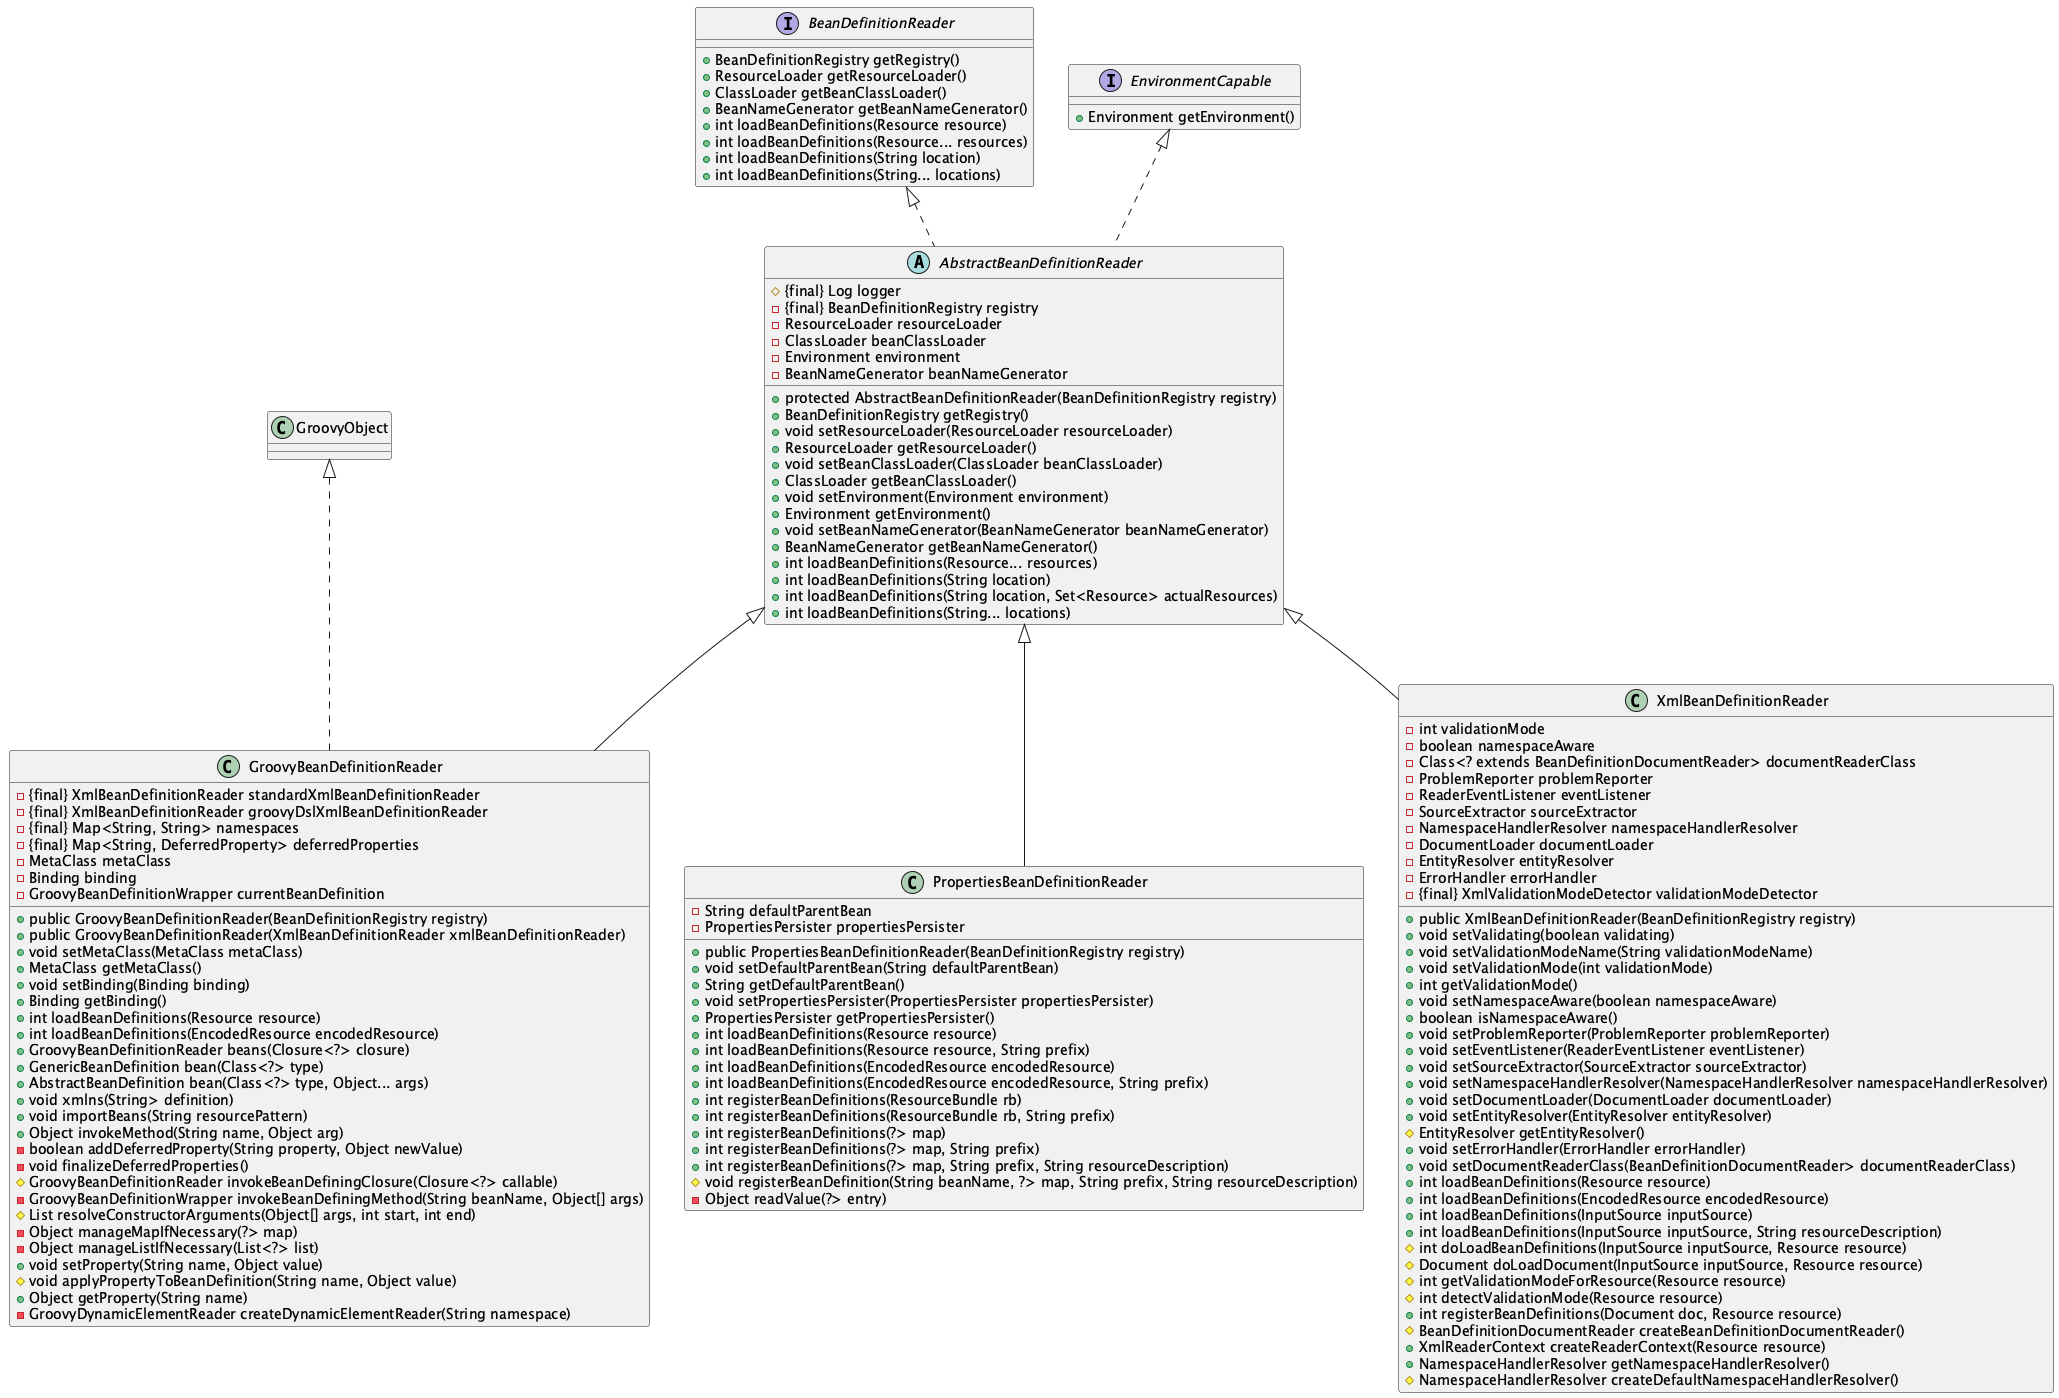 I BeanDefinitionReader
BeanDefinitionRegistry getRegistry()
ResourceLoader getResourceLoader()
ClassLoader getBeanClassLoader()
BeanNameGenerator getBeanNameGenerator()
int loadBeanDefinitions(Resource resource)
int loadBeanDefinitions(Resource... resources)
int loadBeanDefinitions(String location)
int loadBeanDefinitions(String... locations)
I EnvironmentCapable
Environment getEnvironment()
A AbstractBeanDefinitionReader
{final} Log logger
{final} BeanDefinitionRegistry registry
ResourceLoader resourceLoader
ClassLoader beanClassLoader
Environment environment
BeanNameGenerator beanNameGenerator
protected AbstractBeanDefinitionReader(BeanDefinitionRegistry registry)
BeanDefinitionRegistry getRegistry()
void setResourceLoader(ResourceLoader resourceLoader)
ResourceLoader getResourceLoader()
void setBeanClassLoader(ClassLoader beanClassLoader)
ClassLoader getBeanClassLoader()
void setEnvironment(Environment environment)
Environment getEnvironment()
void setBeanNameGenerator(BeanNameGenerator beanNameGenerator)
BeanNameGenerator getBeanNameGenerator()
int loadBeanDefinitions(Resource... resources)
int loadBeanDefinitions(String location)
int loadBeanDefinitions(String location, Set<Resource> actualResources)
int loadBeanDefinitions(String... locations)
C GroovyObject
C GroovyBeanDefinitionReader
{final} XmlBeanDefinitionReader standardXmlBeanDefinitionReader
{final} XmlBeanDefinitionReader groovyDslXmlBeanDefinitionReader
{final} Map<String, String> namespaces
{final} Map<String, DeferredProperty> deferredProperties
MetaClass metaClass
Binding binding
GroovyBeanDefinitionWrapper currentBeanDefinition
public GroovyBeanDefinitionReader(BeanDefinitionRegistry registry)
public GroovyBeanDefinitionReader(XmlBeanDefinitionReader xmlBeanDefinitionReader)
void setMetaClass(MetaClass metaClass)
MetaClass getMetaClass()
void setBinding(Binding binding)
Binding getBinding()
int loadBeanDefinitions(Resource resource)
int loadBeanDefinitions(EncodedResource encodedResource)
GroovyBeanDefinitionReader beans(Closure<?> closure)
GenericBeanDefinition bean(Class<?> type)
AbstractBeanDefinition bean(Class<?> type, Object... args)
void xmlns(String> definition)
void importBeans(String resourcePattern)
Object invokeMethod(String name, Object arg)
boolean addDeferredProperty(String property, Object newValue)
void finalizeDeferredProperties()
GroovyBeanDefinitionReader invokeBeanDefiningClosure(Closure<?> callable)
GroovyBeanDefinitionWrapper invokeBeanDefiningMethod(String beanName, Object[] args)
List resolveConstructorArguments(Object[] args, int start, int end)
Object manageMapIfNecessary(?> map)
Object manageListIfNecessary(List<?> list)
void setProperty(String name, Object value)
void applyPropertyToBeanDefinition(String name, Object value)
Object getProperty(String name)
GroovyDynamicElementReader createDynamicElementReader(String namespace)
C PropertiesBeanDefinitionReader
String defaultParentBean
PropertiesPersister propertiesPersister
public PropertiesBeanDefinitionReader(BeanDefinitionRegistry registry)
void setDefaultParentBean(String defaultParentBean)
String getDefaultParentBean()
void setPropertiesPersister(PropertiesPersister propertiesPersister)
PropertiesPersister getPropertiesPersister()
int loadBeanDefinitions(Resource resource)
int loadBeanDefinitions(Resource resource, String prefix)
int loadBeanDefinitions(EncodedResource encodedResource)
int loadBeanDefinitions(EncodedResource encodedResource, String prefix)
int registerBeanDefinitions(ResourceBundle rb)
int registerBeanDefinitions(ResourceBundle rb, String prefix)
int registerBeanDefinitions(?> map)
int registerBeanDefinitions(?> map, String prefix)
int registerBeanDefinitions(?> map, String prefix, String resourceDescription)
void registerBeanDefinition(String beanName, ?> map, String prefix, String resourceDescription)
Object readValue(?> entry)
C XmlBeanDefinitionReader
int validationMode
boolean namespaceAware
Class<? extends BeanDefinitionDocumentReader> documentReaderClass
ProblemReporter problemReporter
ReaderEventListener eventListener
SourceExtractor sourceExtractor
NamespaceHandlerResolver namespaceHandlerResolver
DocumentLoader documentLoader
EntityResolver entityResolver
ErrorHandler errorHandler
{final} XmlValidationModeDetector validationModeDetector
public XmlBeanDefinitionReader(BeanDefinitionRegistry registry)
void setValidating(boolean validating)
void setValidationModeName(String validationModeName)
void setValidationMode(int validationMode)
int getValidationMode()
void setNamespaceAware(boolean namespaceAware)
boolean isNamespaceAware()
void setProblemReporter(ProblemReporter problemReporter)
void setEventListener(ReaderEventListener eventListener)
void setSourceExtractor(SourceExtractor sourceExtractor)
void setNamespaceHandlerResolver(NamespaceHandlerResolver namespaceHandlerResolver)
void setDocumentLoader(DocumentLoader documentLoader)
void setEntityResolver(EntityResolver entityResolver)
EntityResolver getEntityResolver()
void setErrorHandler(ErrorHandler errorHandler)
void setDocumentReaderClass(BeanDefinitionDocumentReader> documentReaderClass)
int loadBeanDefinitions(Resource resource)
int loadBeanDefinitions(EncodedResource encodedResource)
int loadBeanDefinitions(InputSource inputSource)
int loadBeanDefinitions(InputSource inputSource, String resourceDescription)
int doLoadBeanDefinitions(InputSource inputSource, Resource resource)
Document doLoadDocument(InputSource inputSource, Resource resource)
int getValidationModeForResource(Resource resource)
int detectValidationMode(Resource resource)
int registerBeanDefinitions(Document doc, Resource resource)
BeanDefinitionDocumentReader createBeanDefinitionDocumentReader()
XmlReaderContext createReaderContext(Resource resource)
NamespaceHandlerResolver getNamespaceHandlerResolver()
NamespaceHandlerResolver createDefaultNamespaceHandlerResolver()